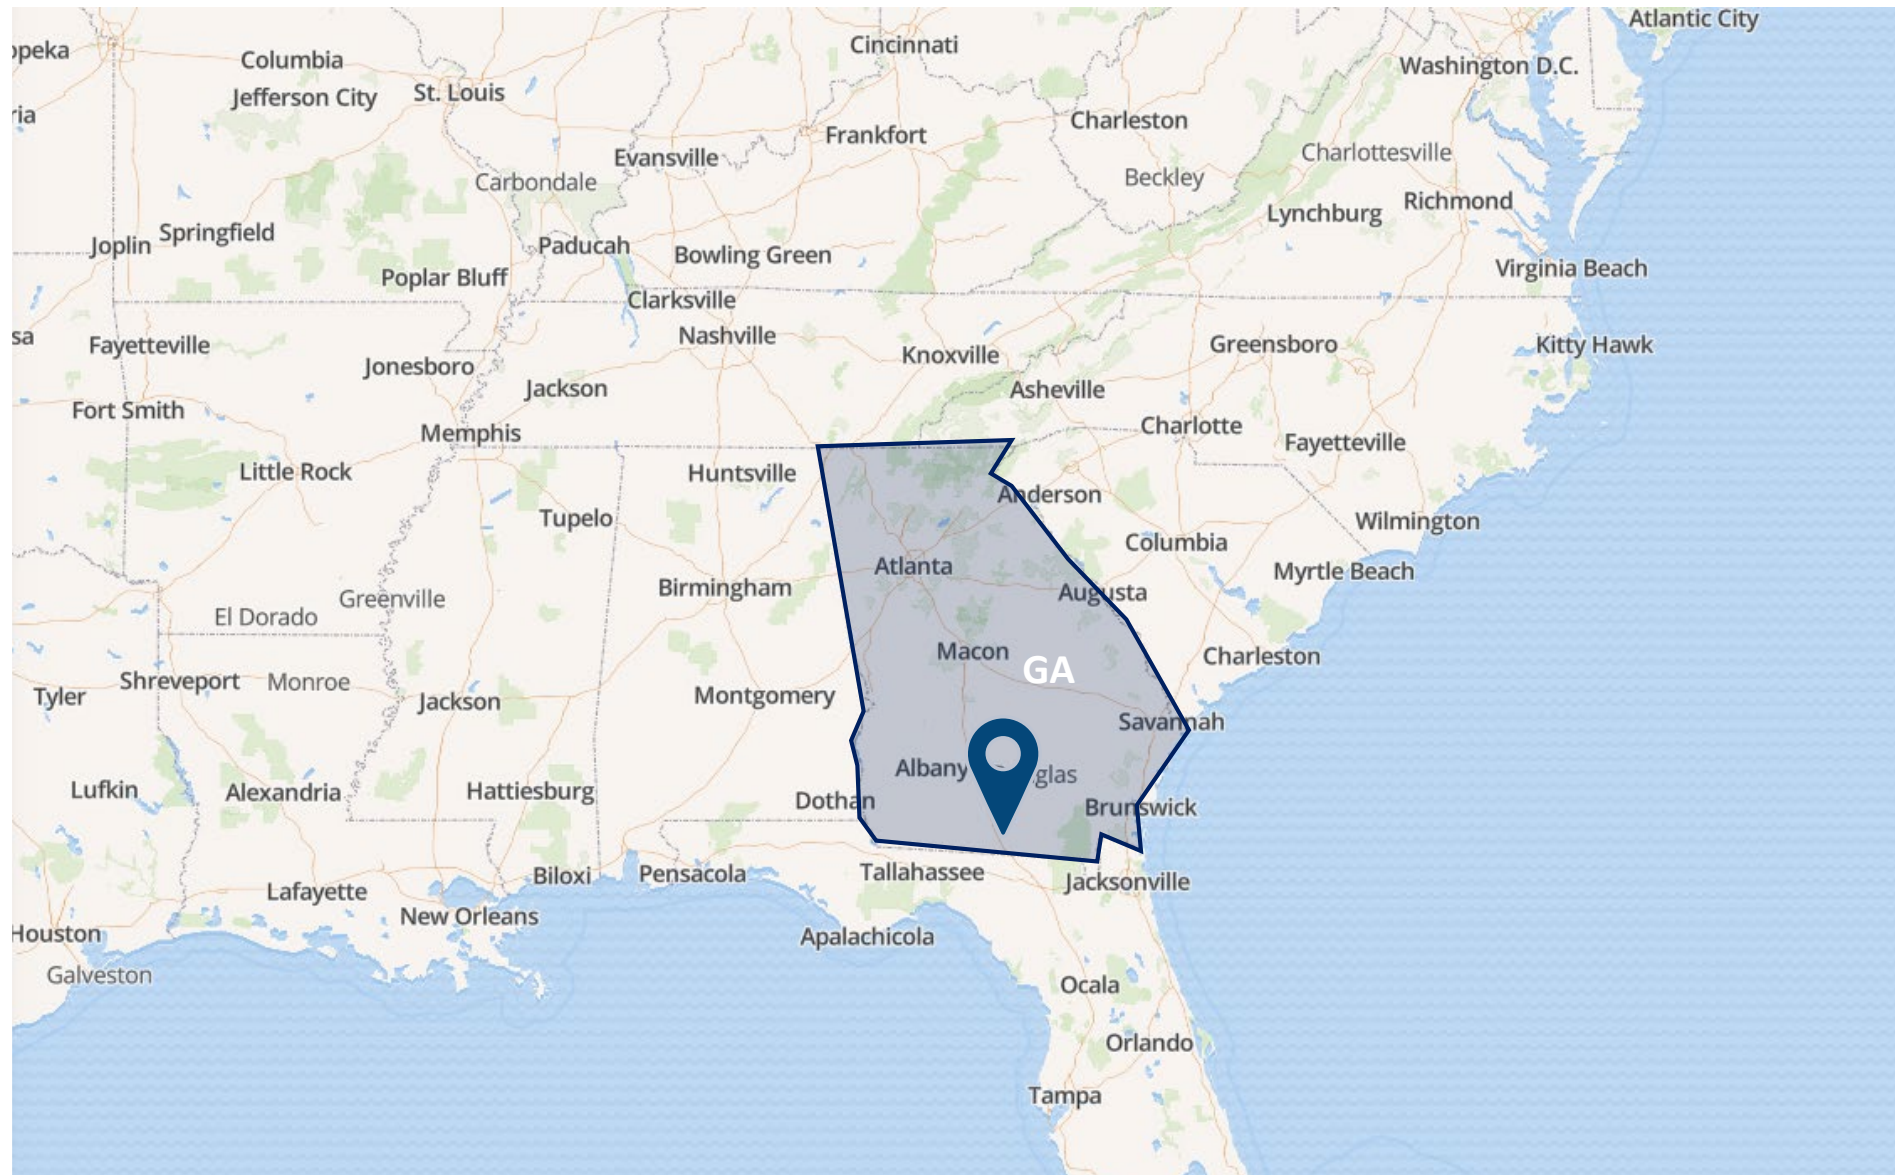 Atlantic City
opeka
Columbia
Cincinnati
Washington D.C.
Jefferson City
St. Louis
ria
Frankfort
Charleston
Evansville
Charlottesville
Carbondale
Beckley
Richmond
Lynchburg
Joplin
Springfield
Paducah
Bowling Green
Poplar Bluff
Virginia Beach
Clarksville
sa
Fayetteville
Nashville
Knoxville
Greensboro
Kitty Hawk
Jonesboro
Jackson
Asheville
Fort Smith
Memphis
Charlotte
Fayetteville
Little Rock
Huntsville
Anderson
Tupelo
Wilmington
Columbia
Atlanta
Myrtle Beach
Birmingham
Augusta
El Dorado
Greenville
Macon
GA
Charleston
Tyler
Shreveport
Monroe
Jackson
Montgomery
Savannah
Lufkin
Alexandria
Hattiesburg
Albany
glas
Dothan
Brunswick
Biloxi
Pensacola
Tallahassee
Jacksonville
Lafayette
New Orleans
Houston
Apalachicola
Galveston
Ocala
Orlando
Tampa